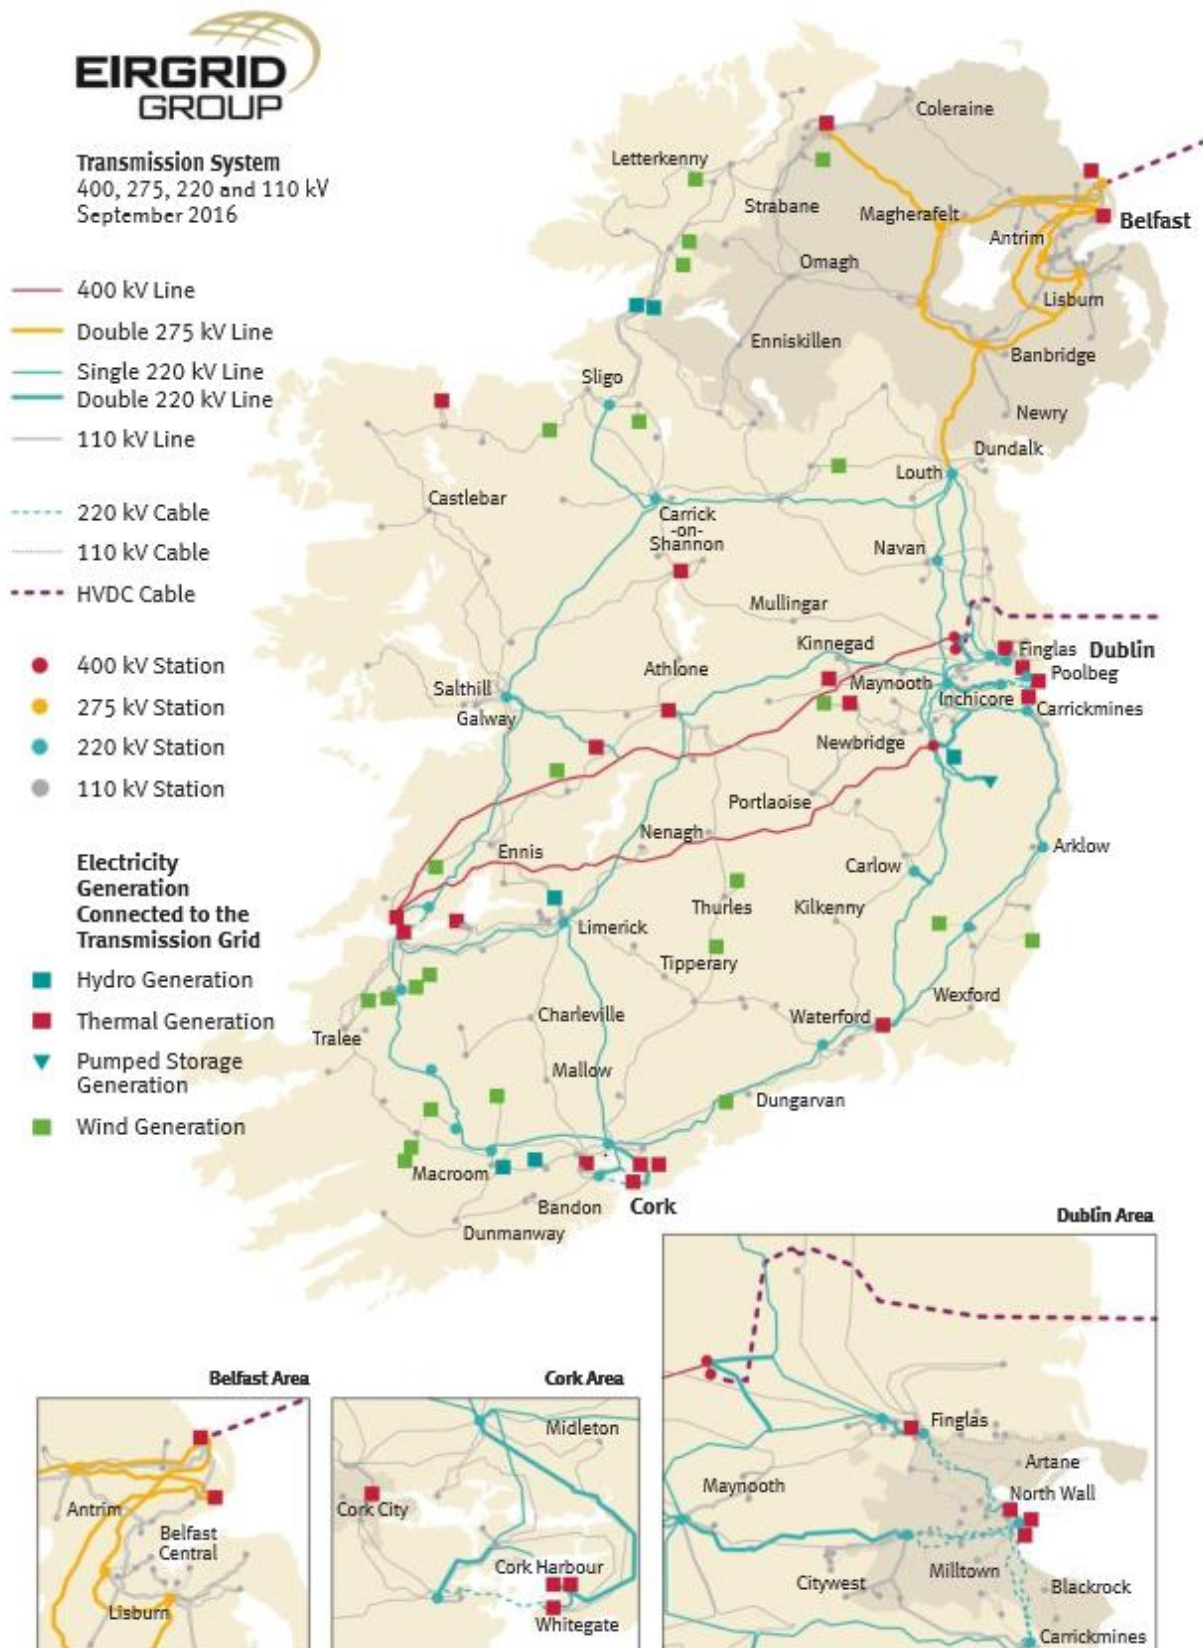 EIRGRID
GROUP
Transmission System
400, 275, 220 and 110 kV
September 2016
400 kV Line
Double 275 kV Line
Single 220 kV Line
Double 220 kV Line
110 kV Line
220 kV Cable
110 kV Cable
HVDC Cable
400 kV Station
275 kV Station
220 kV Station
110 kV Station
Electricity
Generation
Connected to the
Transmission Grid
Hydro Generation
Thermal Generation
Pumped Storage
Generation
Wind Generation
Coleraine
Letterkenny
Strabane
Magherafelt
Belfast
Antrim
Omagh
Lisburn
Enniskillen
Banbridge
Sligo
Newry
Dundalk
Louth
Castlebar
Carrick
-on-
Shannon
Navan
Mullingar
Kinnegad
Finglas
Dublin
Athlone
Poolbeg
Salthill
Maynooth
Inchicore
Galway
Carrickmines
Newbridge
Portlaoise
Nenagh
Ennis
Arklow
Carlow
Thurles
Kilkenny
Limerick
Tipperary
Wexford
Charleville
Waterford
Tralee
Mallow
Dungarvan
Macroom
Bandon
Cork
Dunmanway
Dublin Area
Finglas
Artane
Maynooth
North Wall
Milltown
Citywest
Blackrock
Carrickmines
Belfast Area
Antrim
Belfast
Central
Lisburn
Cork Area
Midleton
Cork City
Cork Harbour
Whitegate